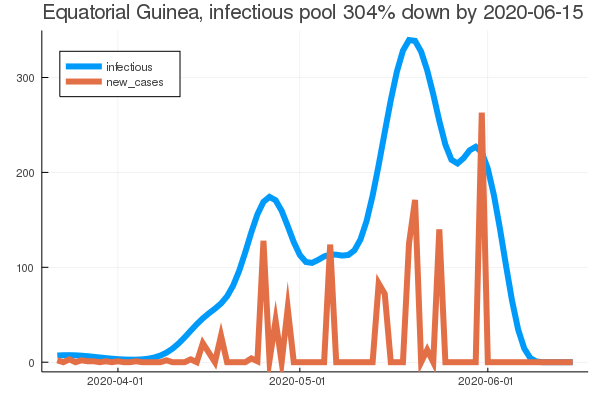 Equatorial Guinea, infectious pool 304% down by 2020-06-15
infectious
new_cases
300
200
100
0
2020-04-01 2020-05-01 2020-06-01